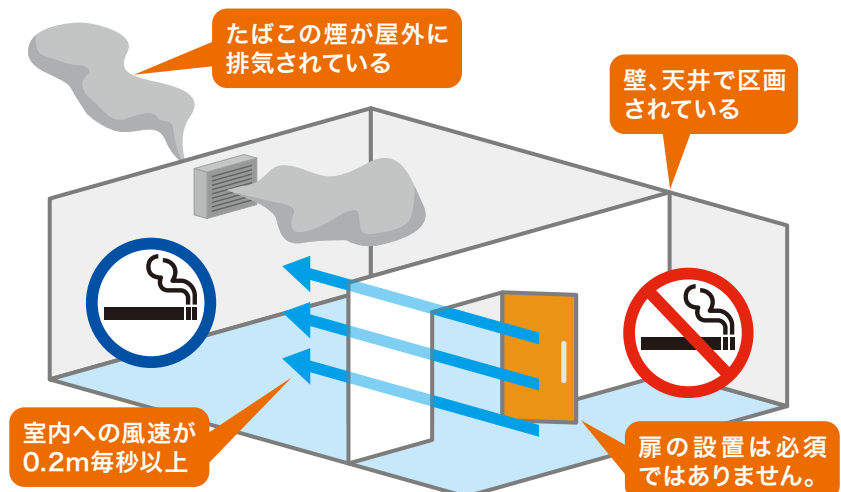 たばこの煙が屋外に
排気されている
壁、天井で区画
されている
室内への風速が
0.2m毎秒以上
扉の設置は必須
ではありません。